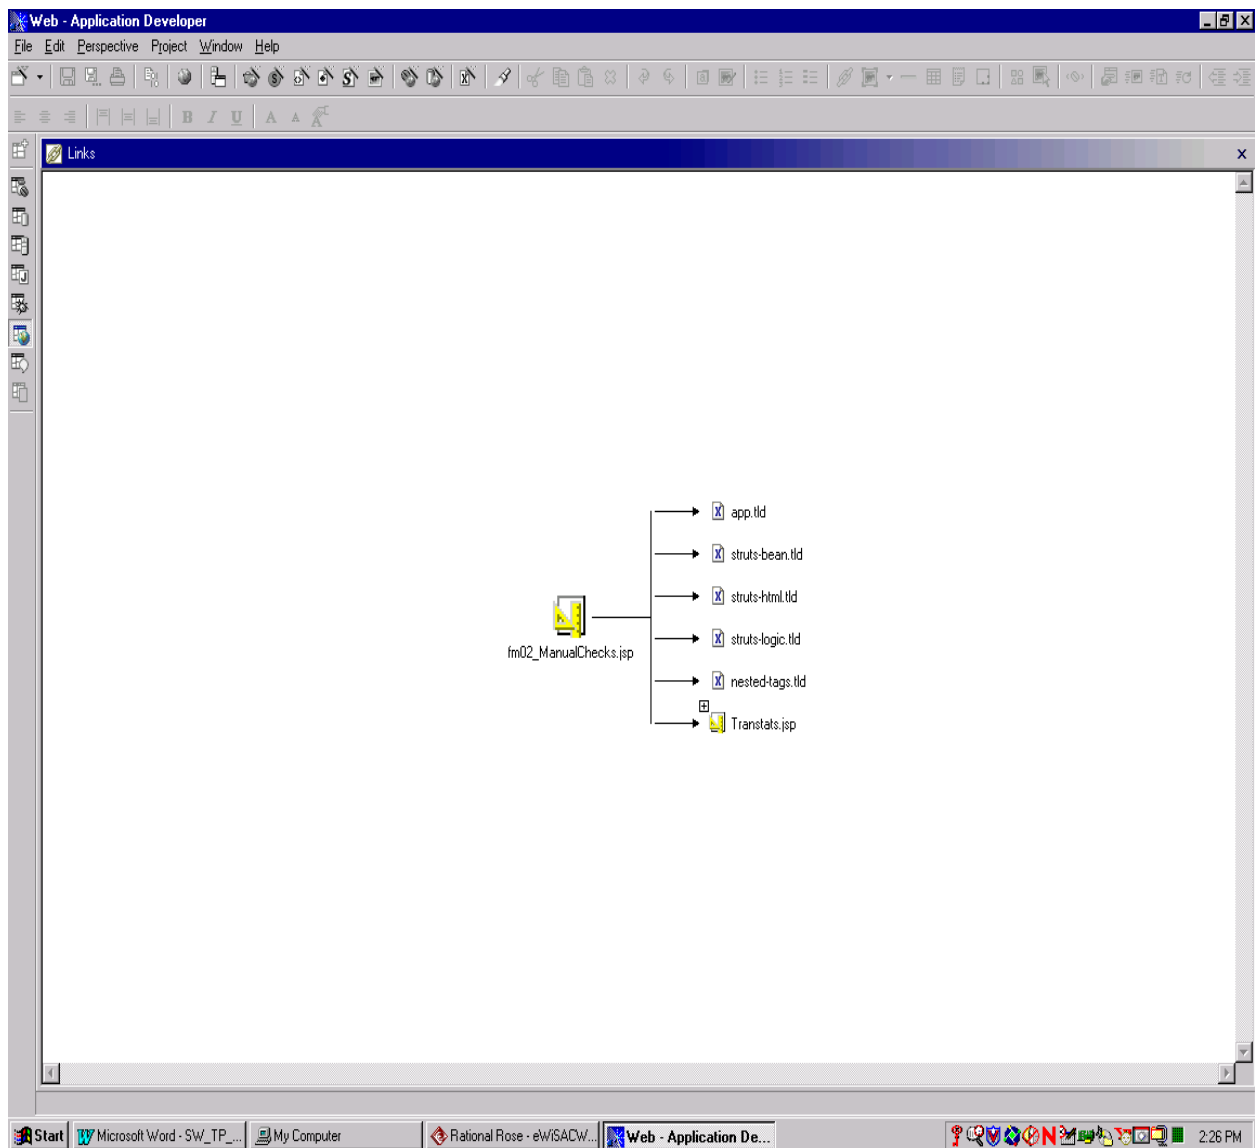 Web - Application Developer
File Edit Perspective Project Window Help
B I U A A
Links
app.tld
struts-bean.tld
struts-html.tld
struts-logic.tld
fm02_ManualChecks.jsp
nested-tags.tld
Transtats.jsp
Start Microsoft Word - SW_TP_... My Computer Rational Rose - eWiSACW... Web - Application De... 2:26 PM